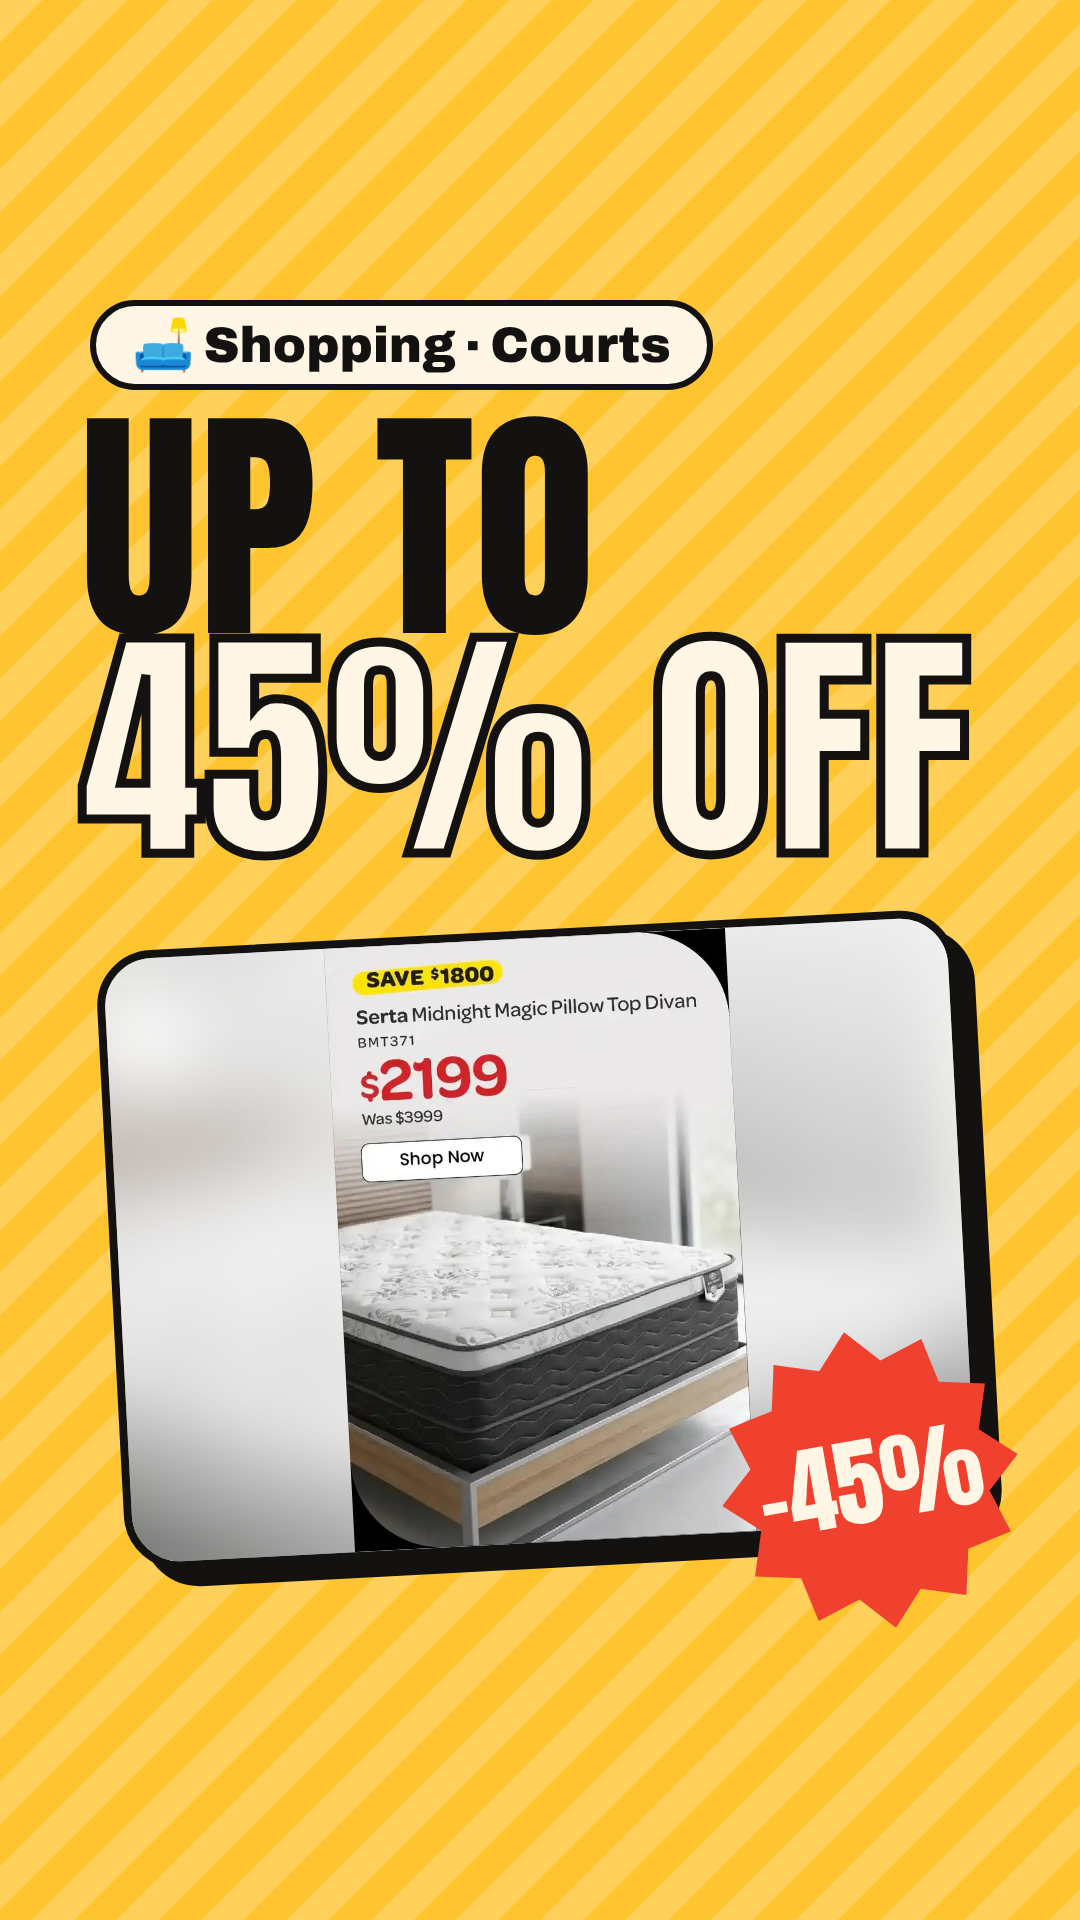 Shopping · Courts
UP TO
45% OFF
SAVE $1800
Serta Midnight Magic Pillow Top Divan
BMT371
$2199
Was $3999
Shop Now
-45%